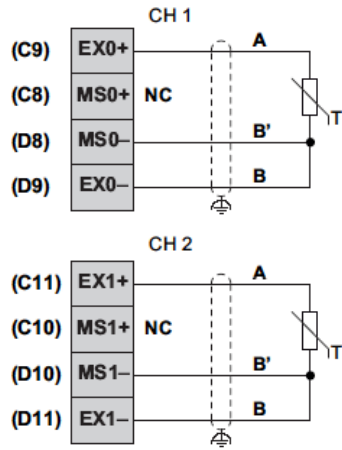 CH 1
(C9) EX0+ A
(C8) MS0+ NC T
(D8) MS0– B'
(D9) EX0– B
CH 2
(C11) EX1+ A
(C10) MS1+ NC T
(D10) MS1– B'
(D11) EX1– B